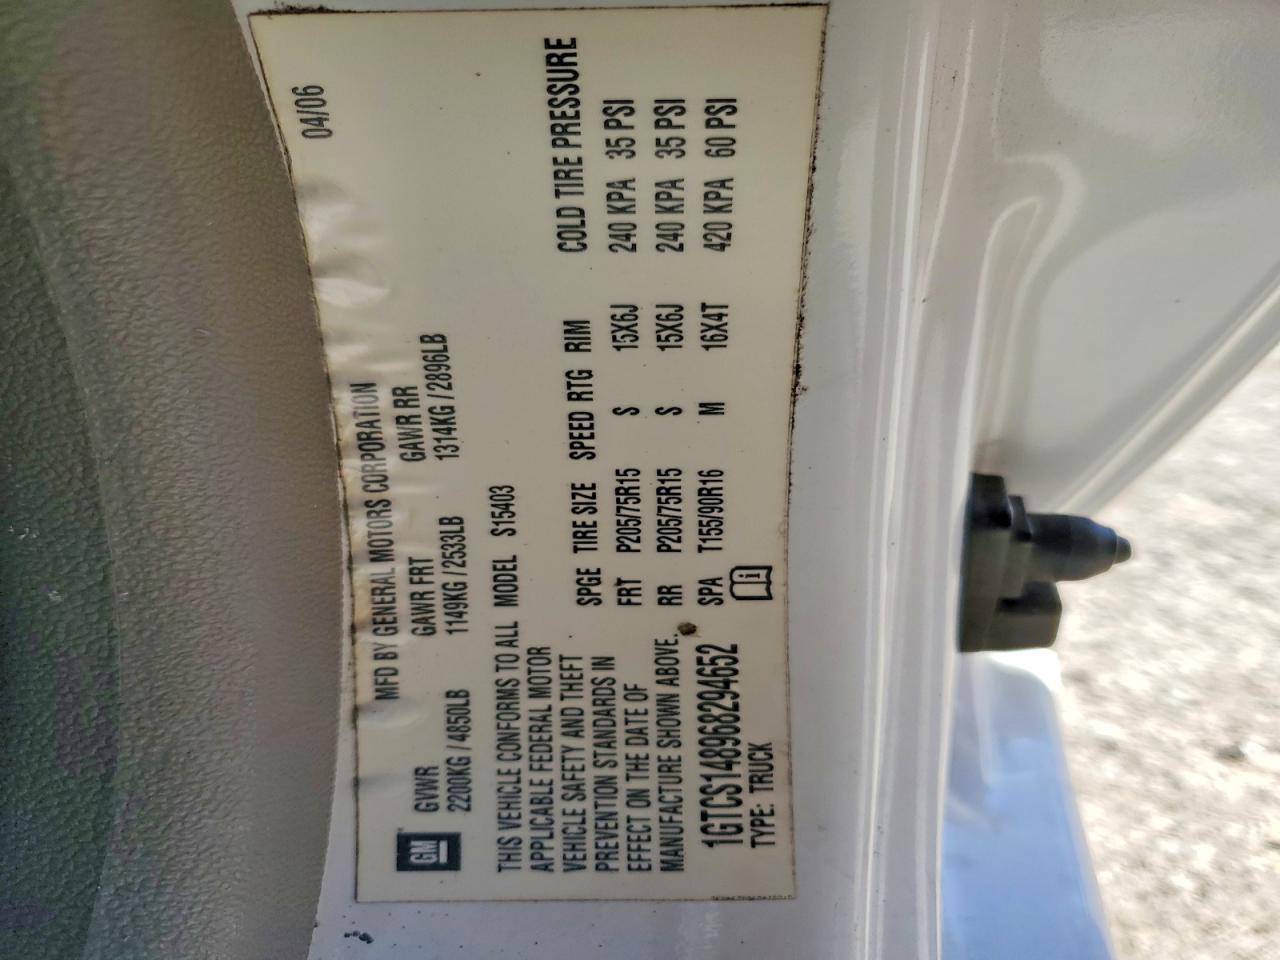 MFD BY GENERAL MOTORS CORPORATION 04/06
GM GVWR GAWR FRT GAWR RR
2200KG / 4850LB 1149KG / 2533LB 1314KG / 2896LB
THIS VEHICLE CONFORMS TO ALL
APPLICABLE FEDERAL MOTOR
VEHICLE SAFETY AND THEFT
PREVENTION STANDARDS IN
EFFECT ON THE DATE OF
MANUFACTURE SHOWN ABOVE.
1GTCS148968294652
TYPE: TRUCK
MODEL S15403
SPGE TIRE SIZE SPEED RTG RIM COLD TIRE PRESSURE
FRT P205/75R15 S 15X6J 240 KPA 35 PSI
RR P205/75R15 S 15X6J 240 KPA 35 PSI
SPA T155/90R16 M 16X4T 420 KPA 60 PSI